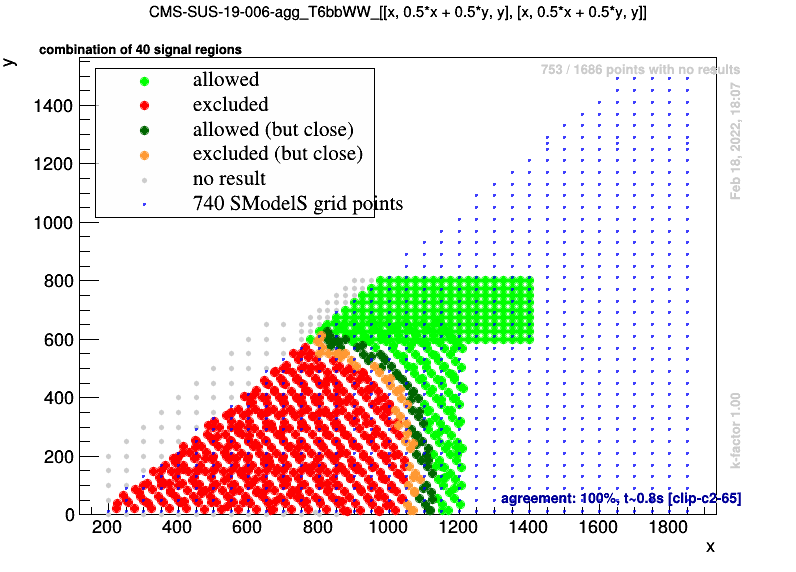 CMS-SUS-19-006-agg_T6bbWW_[[x, 0.5*x + 0.5*y, y], [x, 0.5*x + 0.5*y, y]]
combination of 40 signal regions
y
753 / 1686 points with no results
allowed
excluded
allowed (but close)
excluded (but close)
no result
740 SModelS grid points
Feb 18, 2022, 18:07
k-factor 1.00
1400
1200
1000
800
600
400
200
0
agreement: 100%, t~0.8s [clip-c2-65]
200 400 600 800 1000 1200 1400 1600 1800
x